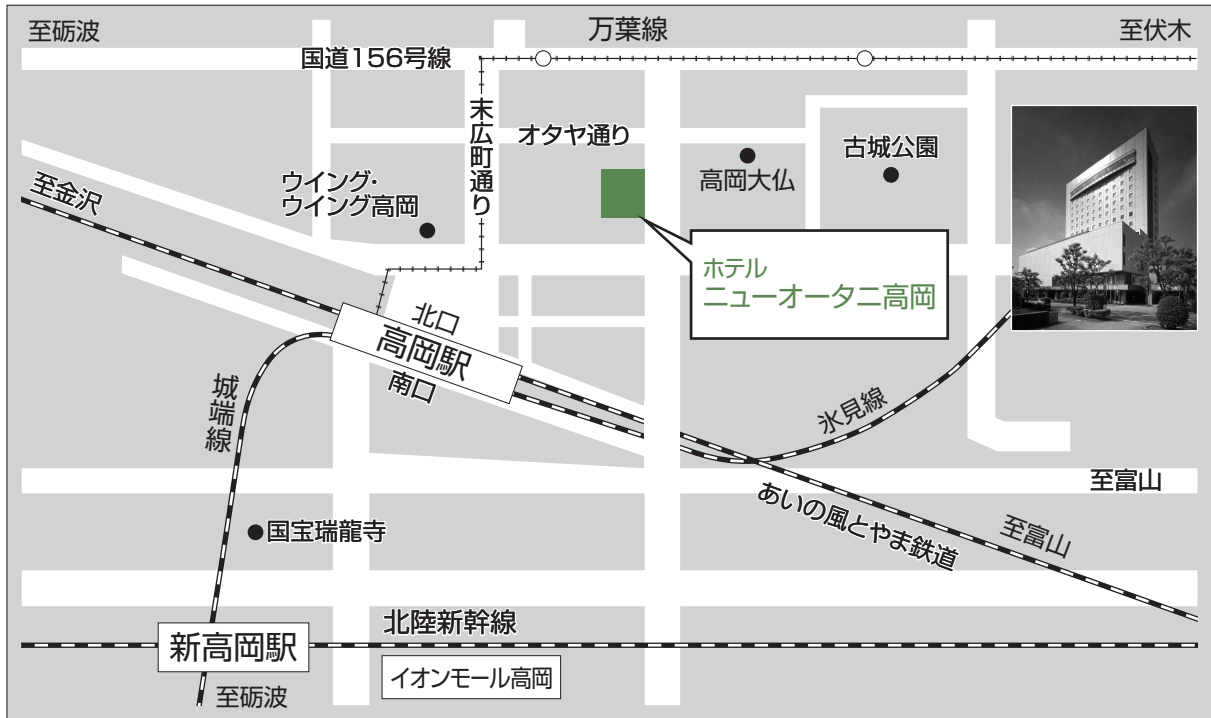 至砺波
万葉線
至伏木
国道156号線
末広町通り
オタヤ通り
古城公園
高岡大仏
ウイング・
ウイング高岡
至金沢
ホテル
ニューオータニ高岡
北口
高岡駅
南口
城端線
氷見線
至富山
あいの風とやま鉄道
至富山
国宝瑞龍寺
北陸新幹線
新高岡駅
イオンモール高岡
至砺波